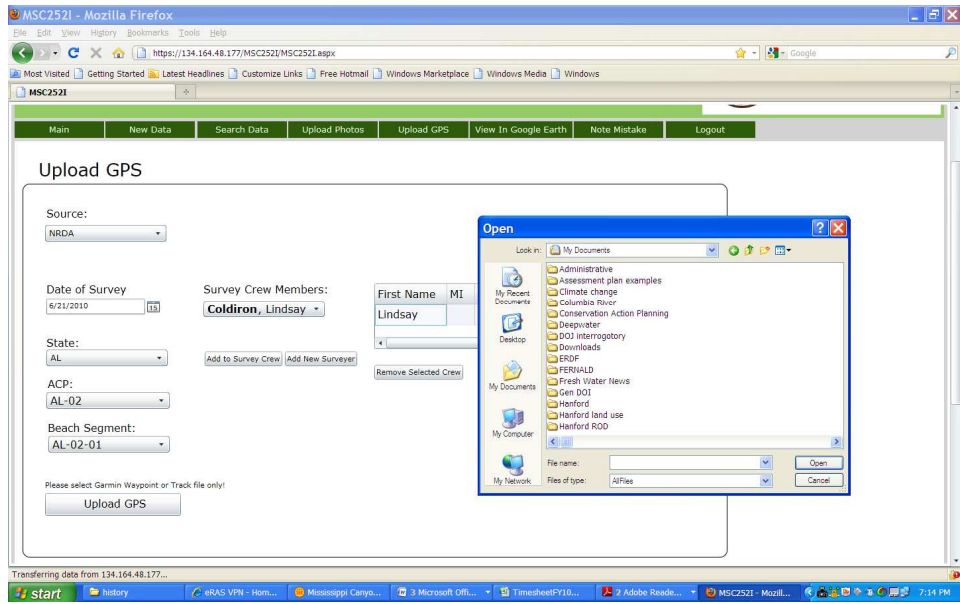 MSC252I - Mozilla Firefox
File Edit View History Bookmarks Tools Help
https://134.164.48.177/MSC252I/MSC252I.aspx
Google
Most Visited Getting Started Latest Headlines Customize Links Free Hotmail Windows Marketplace Windows Media Windows
MSC252I
Main New Data Search Data Upload Photos Upload GPS View In Google Earth Note Mistake Logout
Upload GPS
Source:
NRDA
Date of Survey
6/21/2010
15
Survey Crew Members:
Coldiron, Lindsay
Add to Survey Crew Add New Surveyer
First Name MI
Lindsay
Remove Selected Crew
State:
AL
ACP:
AL-02
Beach Segment:
AL-02-01
Please select Garmin Waypoint or Track file only!
Upload GPS
Open
Look in: My Documents
My Recent Documents
Desktop
My Documents
My Computer
My Network
Administrative
Assessment plan examples
Climate change
Columbia River
Conservation Action Planning
Deepwater
DOJ interrogotory
Downloads
ERDF
FERNALD
Fresh Water News
Gen DOI
Hanford
Hanford land use
Hanford ROD
File name:
Open
Files of type: AllFiles
Cancel
Transferring data from 134.164.48.177...
start history eRAS VPN - Hom... Mississippi Canyo... 3 Microsoft Offi... TimesheetFY10... 2 Adobe Reade... MSC252I - Mozill... 7:14 PM